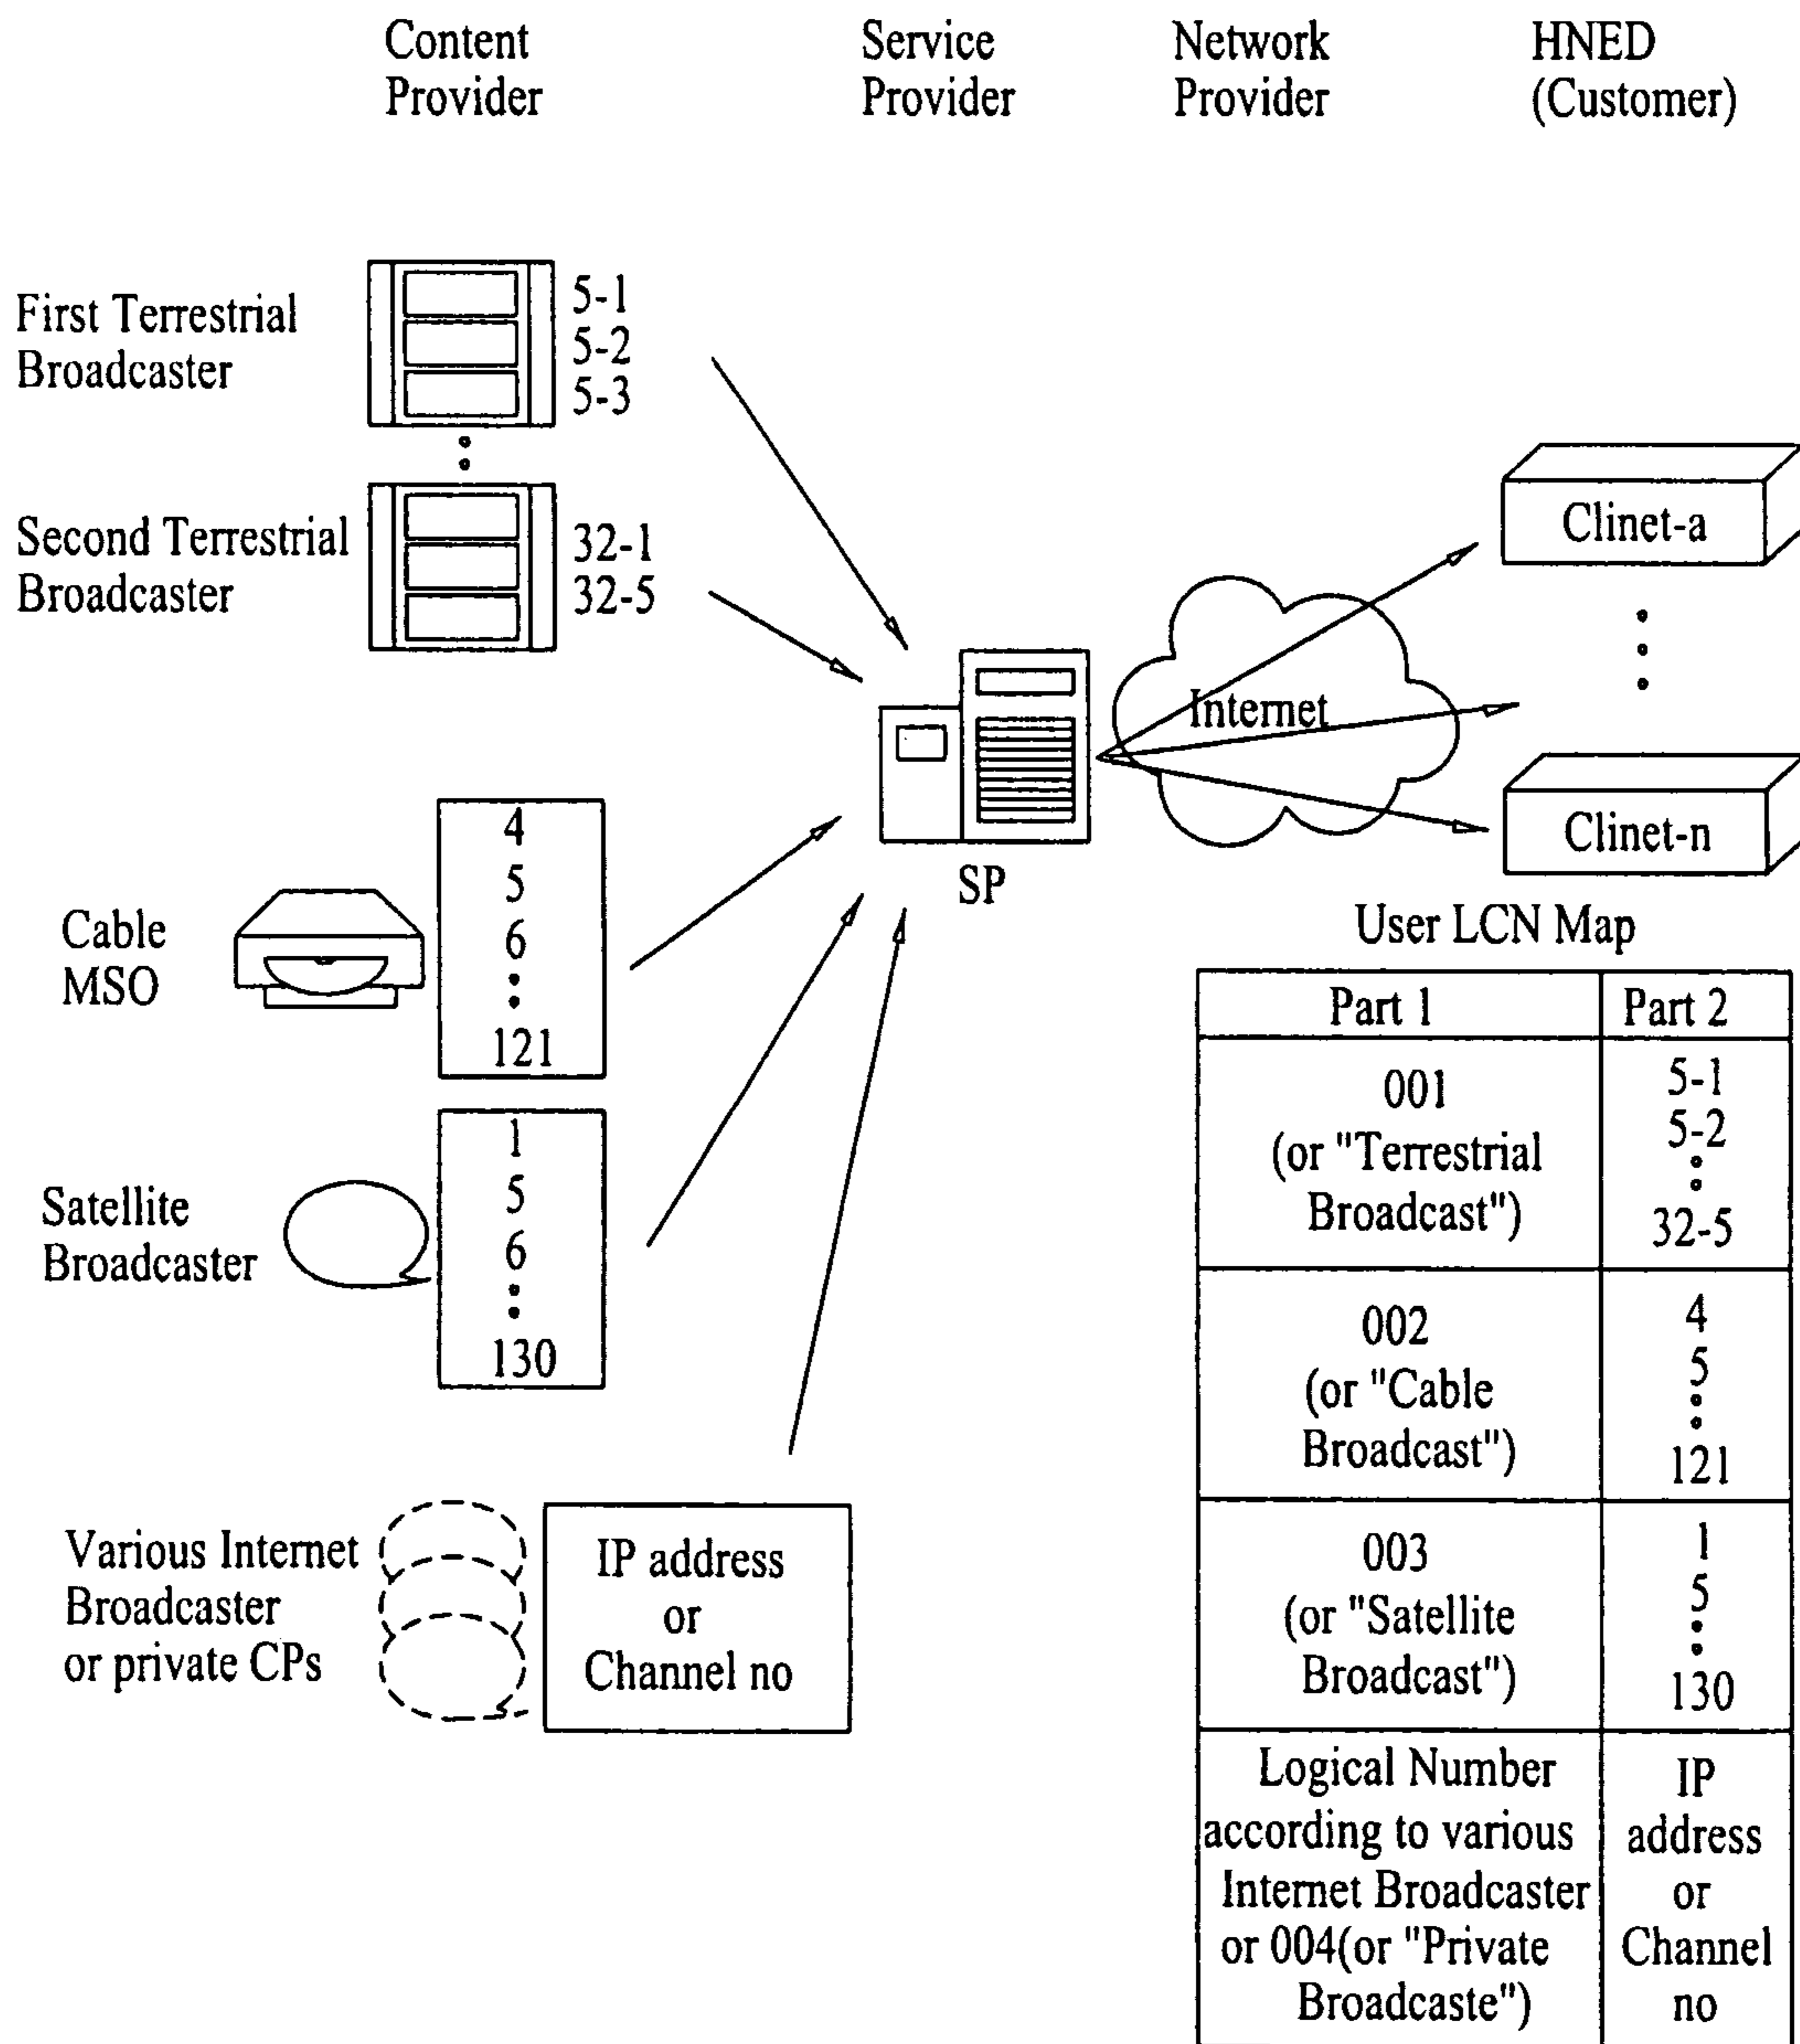 Content
Provider
Service
Provider
Network
Provider
HNED
(Customer)
First Terrestrial
Broadcaster
5-1
5-2
5-3
Second Terrestrial
Broadcaster
32-1
32-5
Clinet-a
Internet
Clinet-n
SP
Cable
MSO
4
5
6
121
Satellite
Broadcaster
1
5
6
130
Various Internet
Broadcaster
or private CPs
IP address
or
Channel no
User LCN Map
Part 1
Part 2
001
(or "Terrestrial
Broadcast")
5-1
5-2
32-5
002
(or "Cable
Broadcast")
4
5
121
003
(or "Satellite
Broadcast")
1
5
130
Logical Number
according to various
Internet Broadcaster
or 004(or "Private
Broadcaste")
IP
address
or
Channel
no